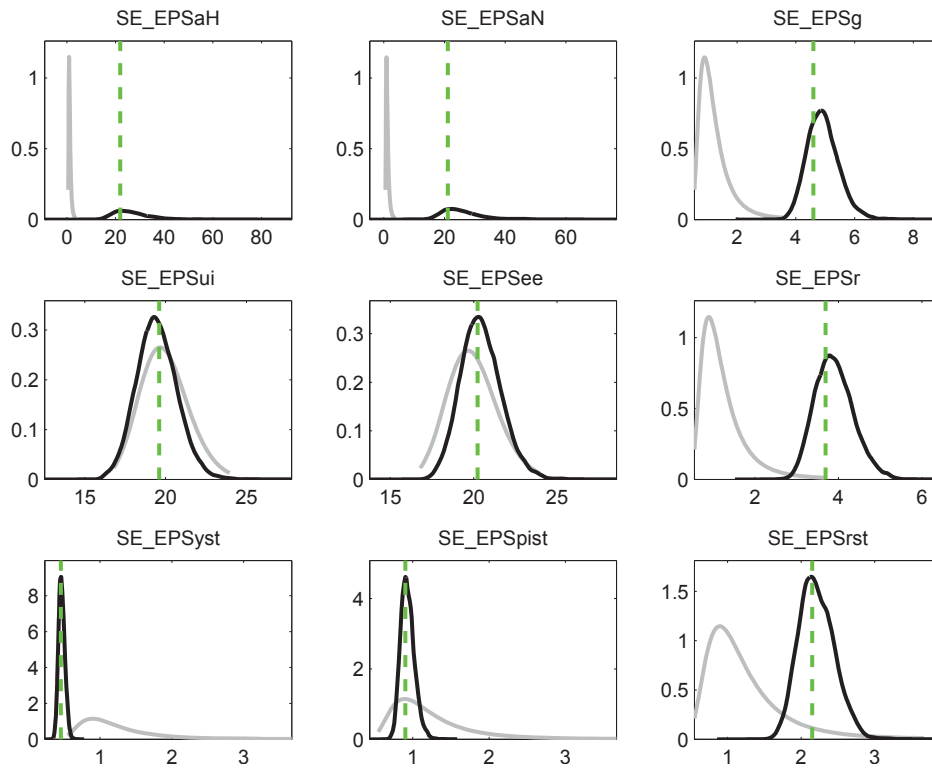 SE_EPSaH
SE_EPSaN
SE_EPSg
1
0.5
0
0 20 40 60 80
1
0.5
0
0 20 40 60
1
0.5
0
2 4 6 8
SE_EPSui
SE_EPSee
SE_EPSr
0.3
0.2
0.1
0
15 20 25
0.3
0.2
0.1
0
15 20 25
1
0.5
0
2 4 6
SE_EPSyst
SE_EPSpist
SE_EPSrst
8
6
4
2
0
1 2 3
4
2
0
1 2 3
1.5
1
0.5
0
1 2 3